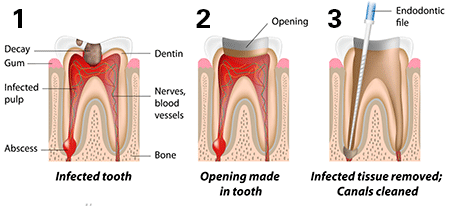 1
Decay
Gum
Infected
pulp
Abscess
Dentin
Nerves,
blood
vessels
Bone
Infected tooth
2
Opening
Opening made
in tooth
3
Endodontic
file
Infected tissue removed;
Canals cleaned